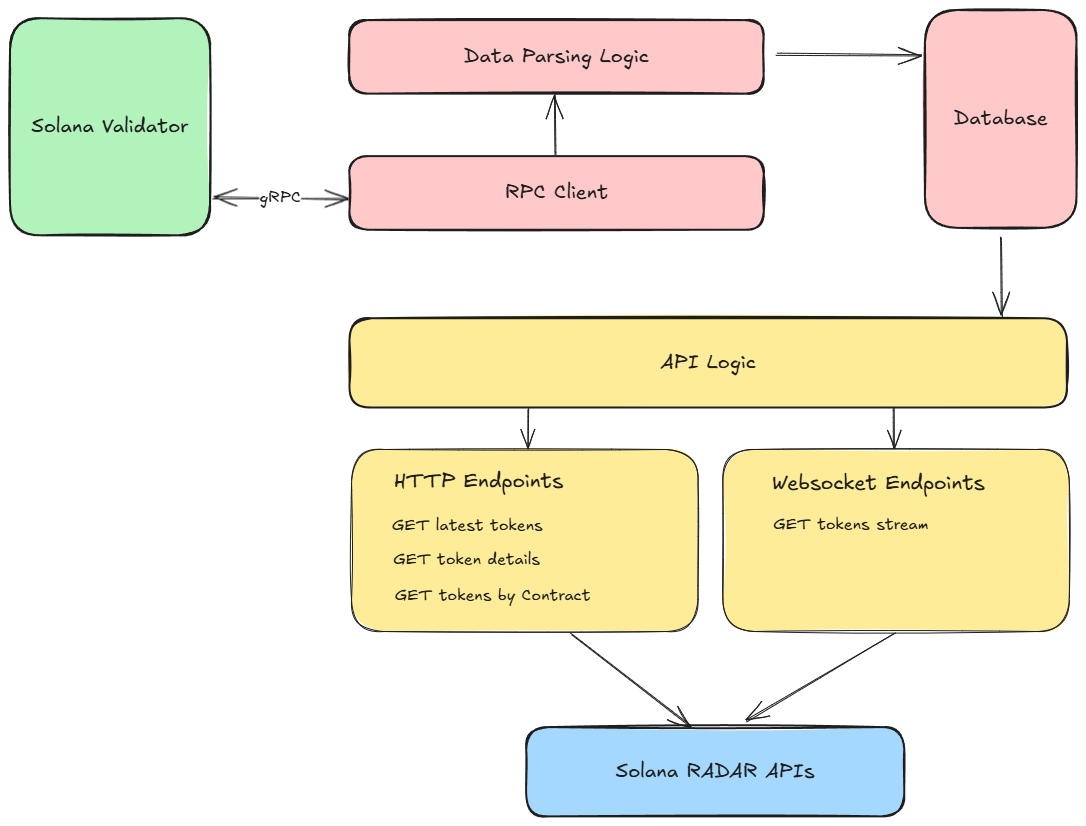 Solana Validator
gRPC
Data Parsing Logic
RPC Client
Database
API Logic
HTTP Endpoints
GET latest tokens
GET token details
GET tokens by Contract
Websocket Endpoints
GET tokens stream
Solana RADAR APIs